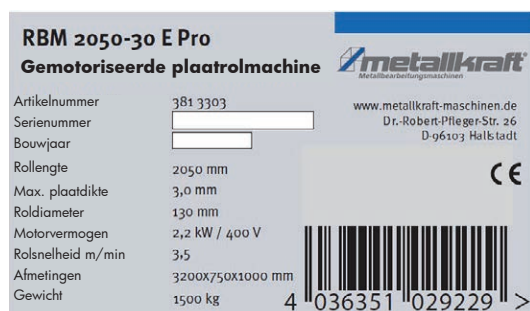 RBM 2050-30 E Pro
Gemotoriseerde plaatrolmachine
metallkraft
Metallbearbeitungsmaschinen
Artikelnummer 381 3303
Serienummer
Bouwjaar
Rollengte 2050 mm
Max. plaatdikte 3,0 mm
Roldiameter 130 mm
Motorvermogen 2,2 kW / 400 V
Rolsnelheid m/min 3,5
Afmetingen 3200x750x1000 mm
Gewicht 1500 kg
www.metallkraft-maschinen.de
Dr.-Robert-Pfleger-Str. 26
D-96103 Hallstadt
CE
4 036351 029229 >